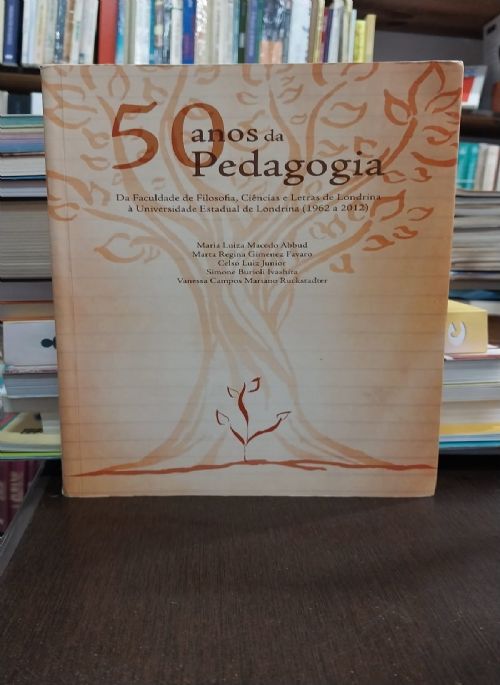 50 anos da
Pedagogia
Da Faculdade de Filosofia, Ciências e Letras de Londrina
à Universidade Estadual de Londrina (1962 a 2012)
Maria Luiza Macedo Abbud
Marta Regina Gimenez Favaro
Celso Luiz Junior
Simone Burioli Ivashita
Vanessa Campos Mariano Ruckstadter